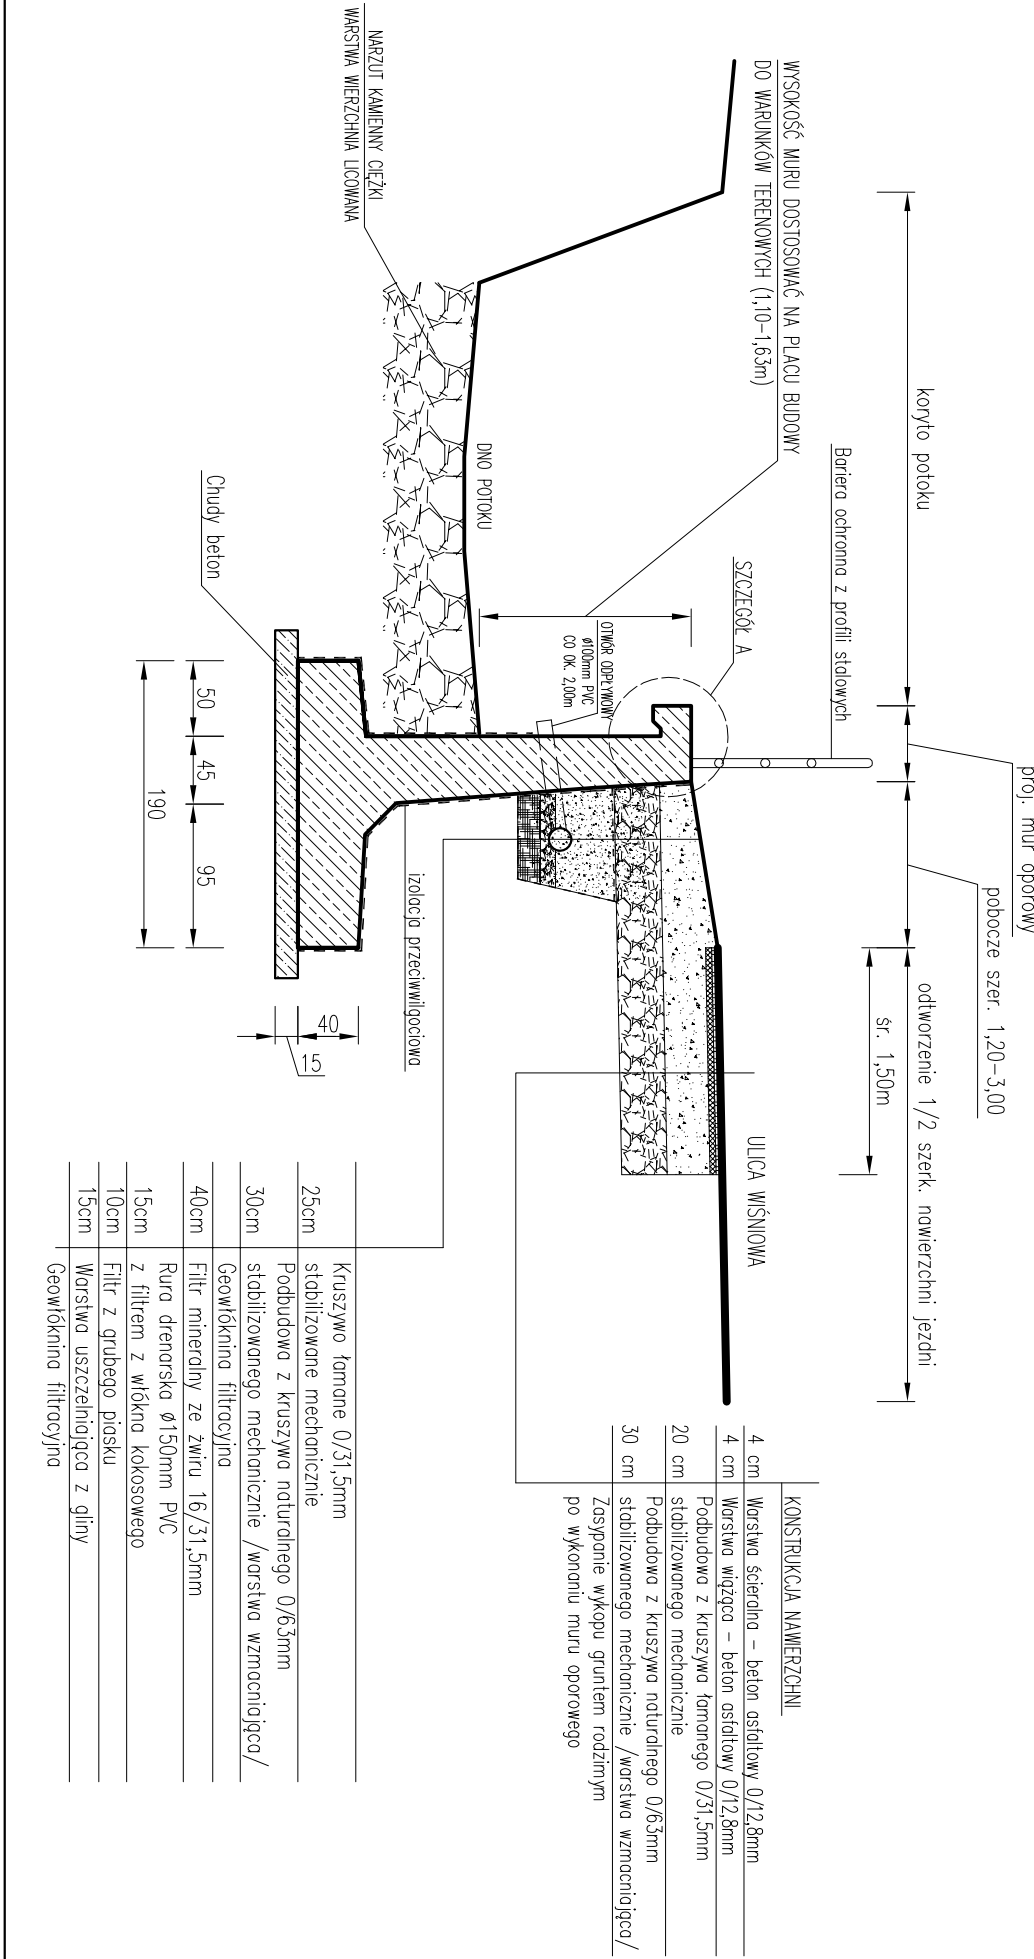 koryto potoku
proj. mur oporowy
pobocze szer. 1,20-3,00
odtworzenie 1/2 szerk. nawierzchni jezdni
śr. 1,50m
Bariera ochronna z profili stalowych
WYSOKOŚĆ MURU DOSTOSOWAĆ NA PLACU BUDOWY
DO WARUNKÓW TERENOWYCH (1,10-1,63m)
SZCZEGÓŁ A
ULICA WIŚNIOWA
OTWÓR ODPŁYWOWY
ø100mm PVC
CO OK. 2,00m
DNO POTOKU
NARZUT KAMIENNY CIĘŻKI
WARSTWA WIERZCHNIA LICOWANA
izolacja przeciwwilgociowa
Chudy beton
40
15
50
45
95
190
KONSTRUKCJA NAWIERZCHNI
4 cm Warstwa ścieralna - beton asfaltowy 0/12,8mm
4 cm Warstwa wiążąca - beton asfaltowy 0/12,8mm
Podbudowa z kruszywa łamanego 0/31,5mm
20 cm stabilizowanego mechanicznie
Podbudowa z kruszywa naturalnego 0/63mm
30 cm stabilizowanego mechanicznie /warstwa wzmacniająca/
Zasypanie wykopu gruntem rodzimym
po wykonaniu muru oporowego
Kruszywo łamane 0/31,5mm
25cm stabilizowane mechanicznie
Podbudowa z kruszywa naturalnego 0/63mm
30cm stabilizowanego mechanicznie /warstwa wzmacniająca/
Geowłóknina filtracyjna
40cm Filtr mineralny ze żwiru 16/31,5mm
Rura drenarska ø150mm PVC
15cm z filtrem z włókna kokosowego
10cm Filtr z grubego piasku
15cm Warstwa uszczelniająca z gliny
Geowłóknina filtracyjna